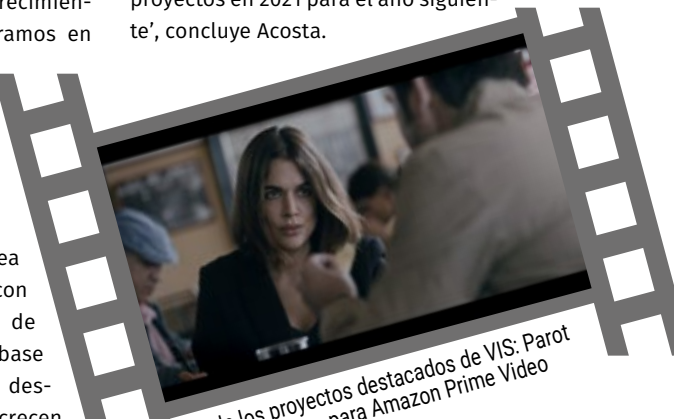 recimien-
ramos en
proyectos en 2021 para el año siguien-
te’, concluye Acosta.
ea
con
de
base
des-
crecen
los proyectos destacados de VIS: Parot
para Amazon Prime Video